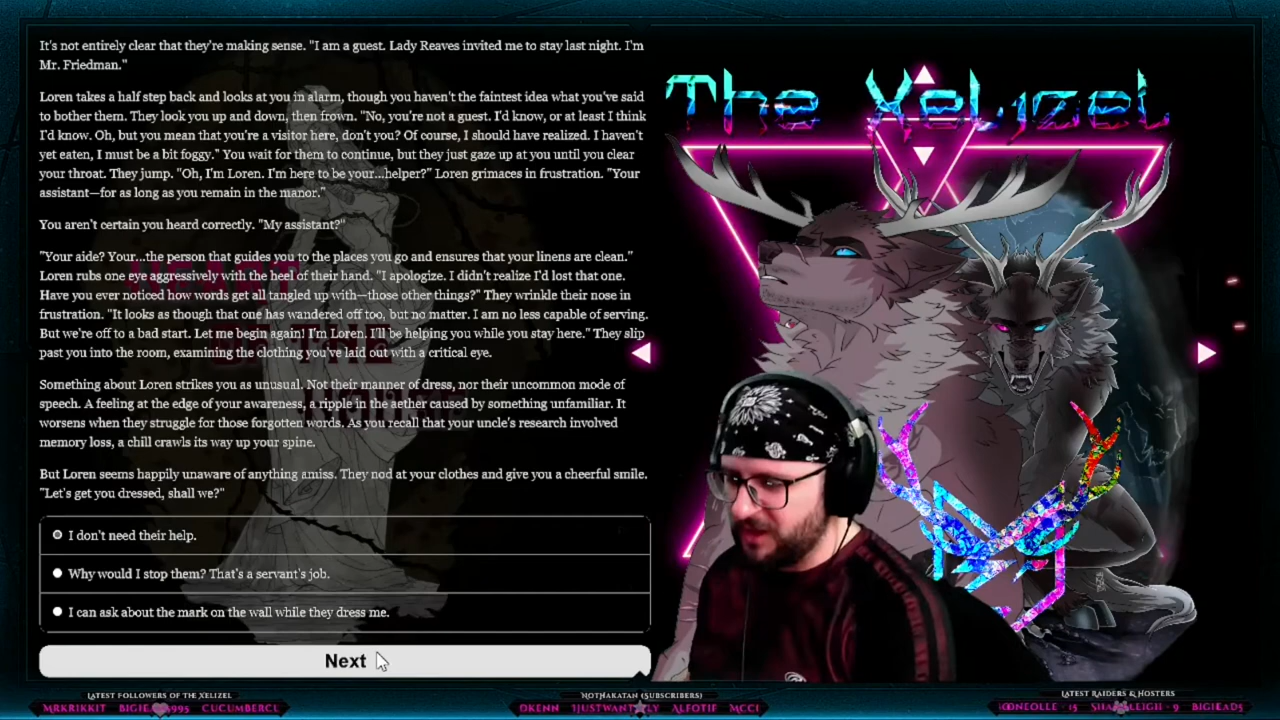 It's not entirely clear that they're making sense. "I am a guest. Lady Reaves invited me to stay last night. I'm
Mr. Friedman."
Loren takes a half step back and looks at you in alarm, though you haven't the faintest idea what you've said
to bother them. They look you up and down, then frown. "No, you're not a guest. I'd know, or at least I think
I'd know. Oh, but you mean that you're a visitor here, don't you? Of course, I should have realized. I haven't
yet eaten, I must be a bit foggy." You wait for them to continue, but they just gaze up at you until you clear
your throat. They jump. "Oh, I'm Loren. I'm here to be your...helper?" Loren grimaces in frustration. "Your
assistant—for as long as you remain in the manor."
You aren't certain you heard correctly. "My assistant?"
"Your aide? Your...the person that guides you to the places you go and ensures that your linens are clean."
Loren rubs one eye aggressively with the heel of their hand. "I apologize. I didn't realize I'd lost that one.
Have you ever noticed how words get all tangled up with—those other things?" They wrinkle their nose in
frustration. "It looks as though that one has wandered off too, but no matter. I am no less capable of serving.
But we're off to a bad start. Let me begin again! I'm Loren. I'll be helping you while you stay here." They slip
past you into the room, examining the clothing you've laid out with a critical eye.
Something about Loren strikes you as unusual. Not their manner of dress, nor their uncommon mode of
speech. A feeling at the edge of your awareness, a ripple in the aether caused by something unfamiliar. It
worsens when they struggle for those forgotten words. As you recall that your uncle's research involved
memory loss, a chill crawls its way up your spine.
But Loren seems happily unaware of anything amiss. They nod at your clothes and give you a cheerful smile.
"Let's get you dressed, shall we?"
I don't need their help.
Why would I stop them? That's a servant's job.
I can ask about the mark on the wall while they dress me.
Next
The Xelizel
Latest Followers of The Xelizel
MrKrikkit
Cucumbercu
NotHakatan (Subscribers)
Dkenn
Alfotif
Mcci
Latest Raiders & Hosters